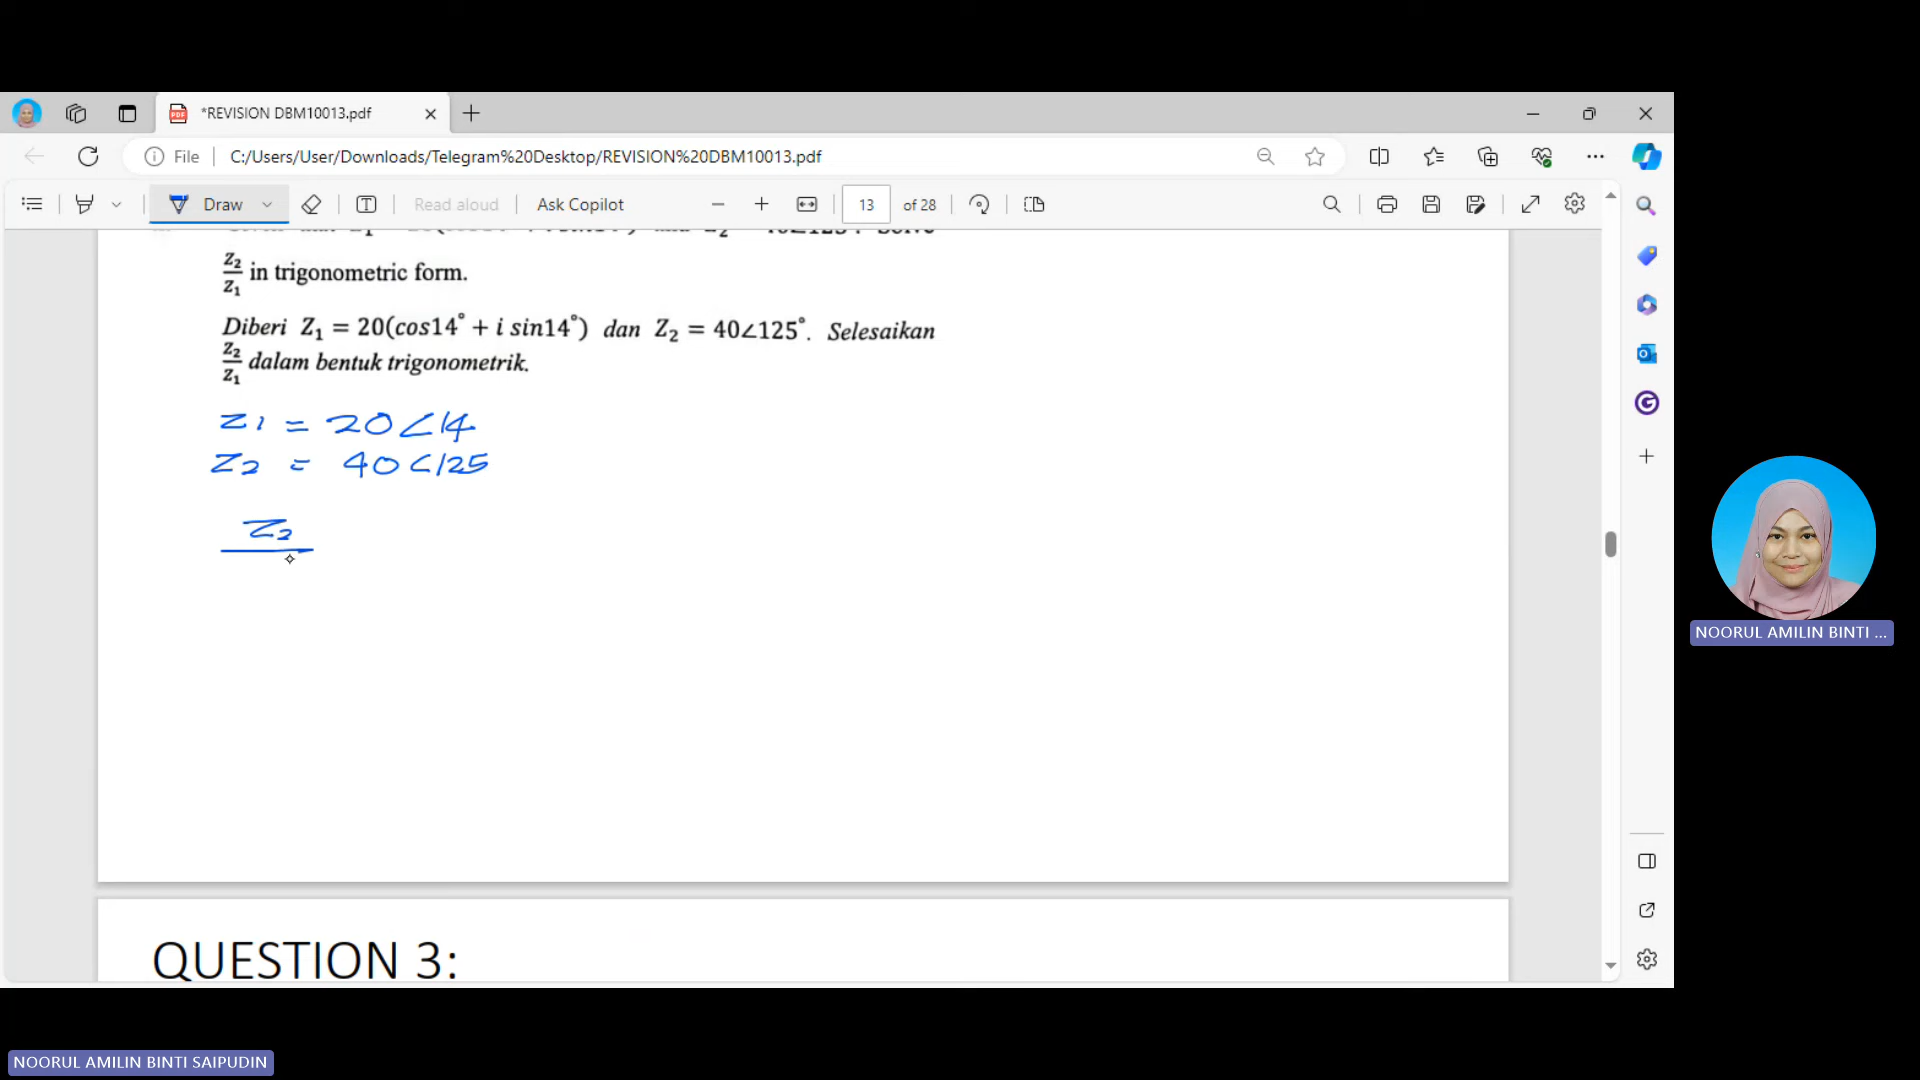 *REVISION DBM10013.pdf
File
C:/Users/User/Downloads/Telegram%20Desktop/REVISION%20DBM10013.pdf
Draw
Read aloud
Ask Copilot
13
of 28
Z₂/Z₁ in trigonometric form.
Diberi Z₁ = 20(cos14° + i sin14°) dan Z₂ = 40∠125°. Selesaikan
Z₂/Z₁ dalam bentuk trigonometrik.
Z1 = 20∠14
Z2 = 40∠125
Z2
QUESTION 3:
NOORUL AMILIN BINTI ...
NOORUL AMILIN BINTI SAIPUDIN